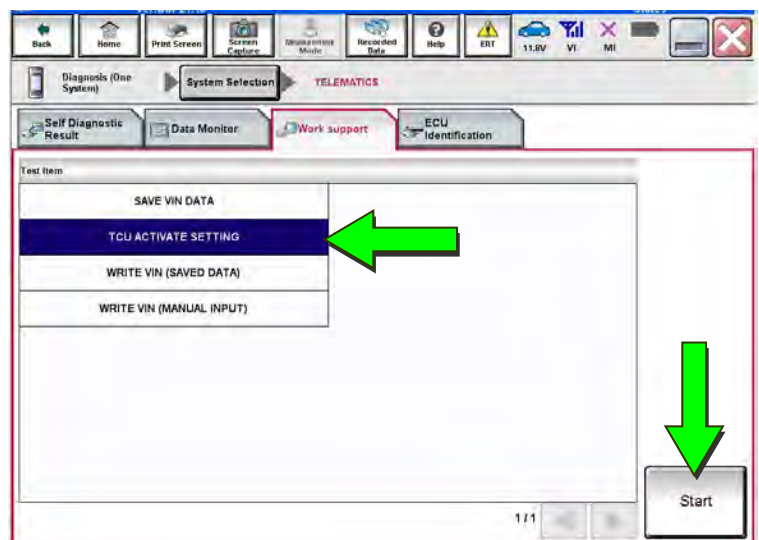 Back
Home
Print Screen
Screen
Capture
Measurement
Mode
Recorded
Data
Help
ERT
11.8V
VI
MI
Diagnosis (One
System)
System Selection
TELEMATICS
Self Diagnostic
Result
Data Monitor
Work support
ECU
Identification
Test Item
SAVE VIN DATA
TCU ACTIVATE SETTING
WRITE VIN (SAVED DATA)
WRITE VIN (MANUAL INPUT)
1/1
Start